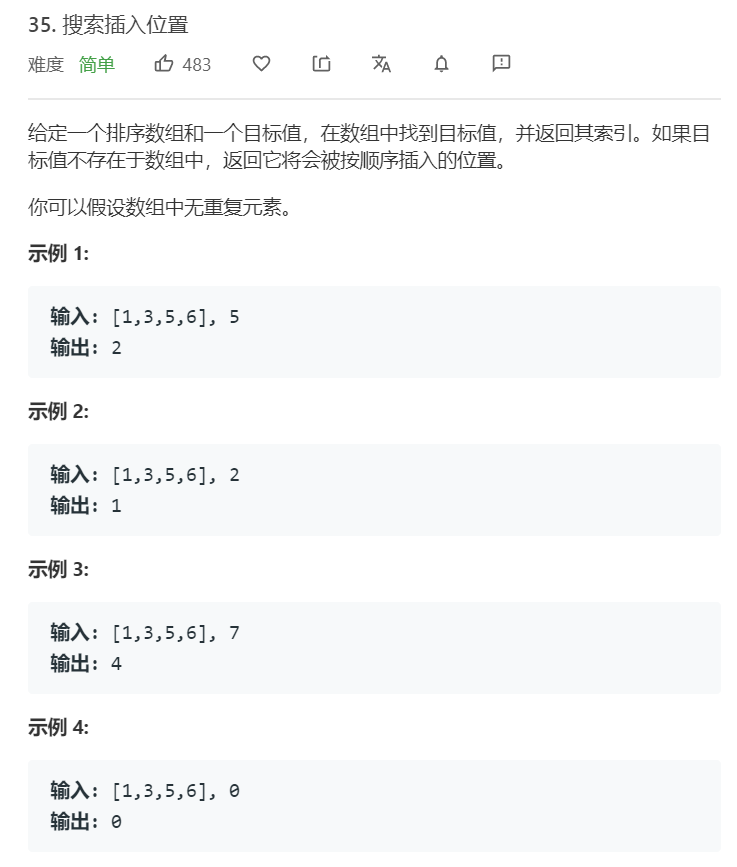 35. 搜索插入位置
难度 简单 483
给定一个排序数组和一个目标值，在数组中找到目标值，并返回其索引。如果目
标值不存在于数组中，返回它将会被按顺序插入的位置。
你可以假设数组中无重复元素。
示例 1:
输入: [1,3,5,6], 5
输出: 2
示例 2:
输入: [1,3,5,6], 2
输出: 1
示例 3:
输入: [1,3,5,6], 7
输出: 4
示例 4:
输入: [1,3,5,6], 0
输出: 0